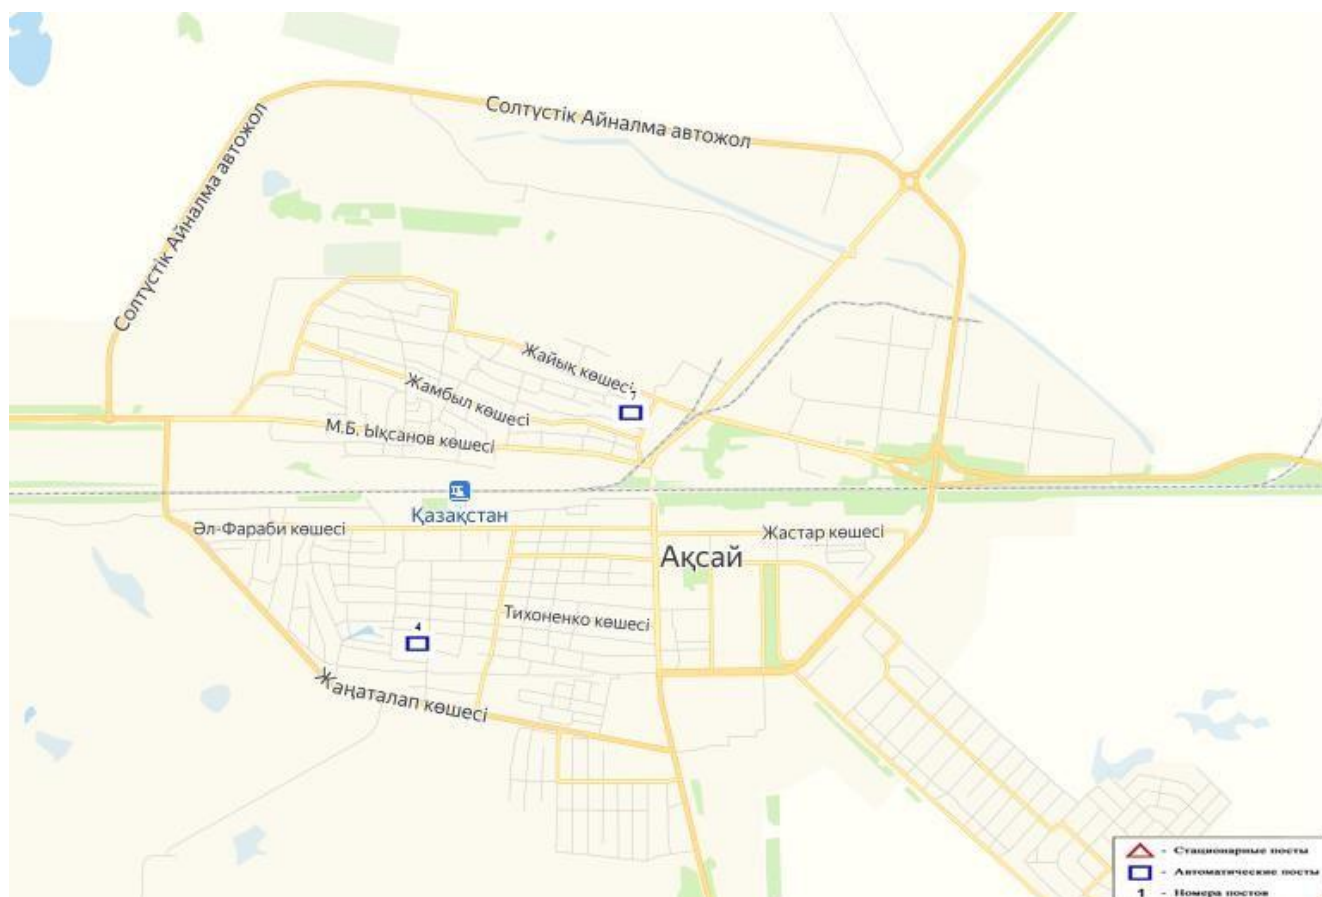 Солтүстік Айналма автожол
Солтүстік Айналма автожол
Жайық көшесі
7
Жамбыл көшесі
М.Б. Ықсанов көшесі
Қазақстан
Әл-Фараби көшесі
Жастар көшесі
Ақсай
Тихоненко көшесі
4
Жаңаталап көшесі
- Стационарные посты
- Автоматические посты
1 - Номера постов